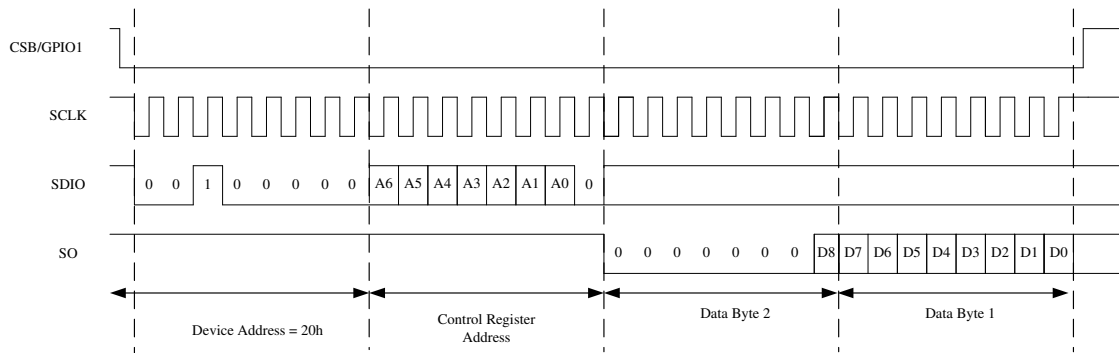 CSB/GPIO1
SCLK
SDIO 0 0 1 0 0 0 0 0 A6 A5 A4 A3 A2 A1 A0 0
SO 0 0 0 0 0 0 0 D8 D7 D6 D5 D4 D3 D2 D1 D0
Device Address = 20h
Control Register
Address
Data Byte 2
Data Byte 1